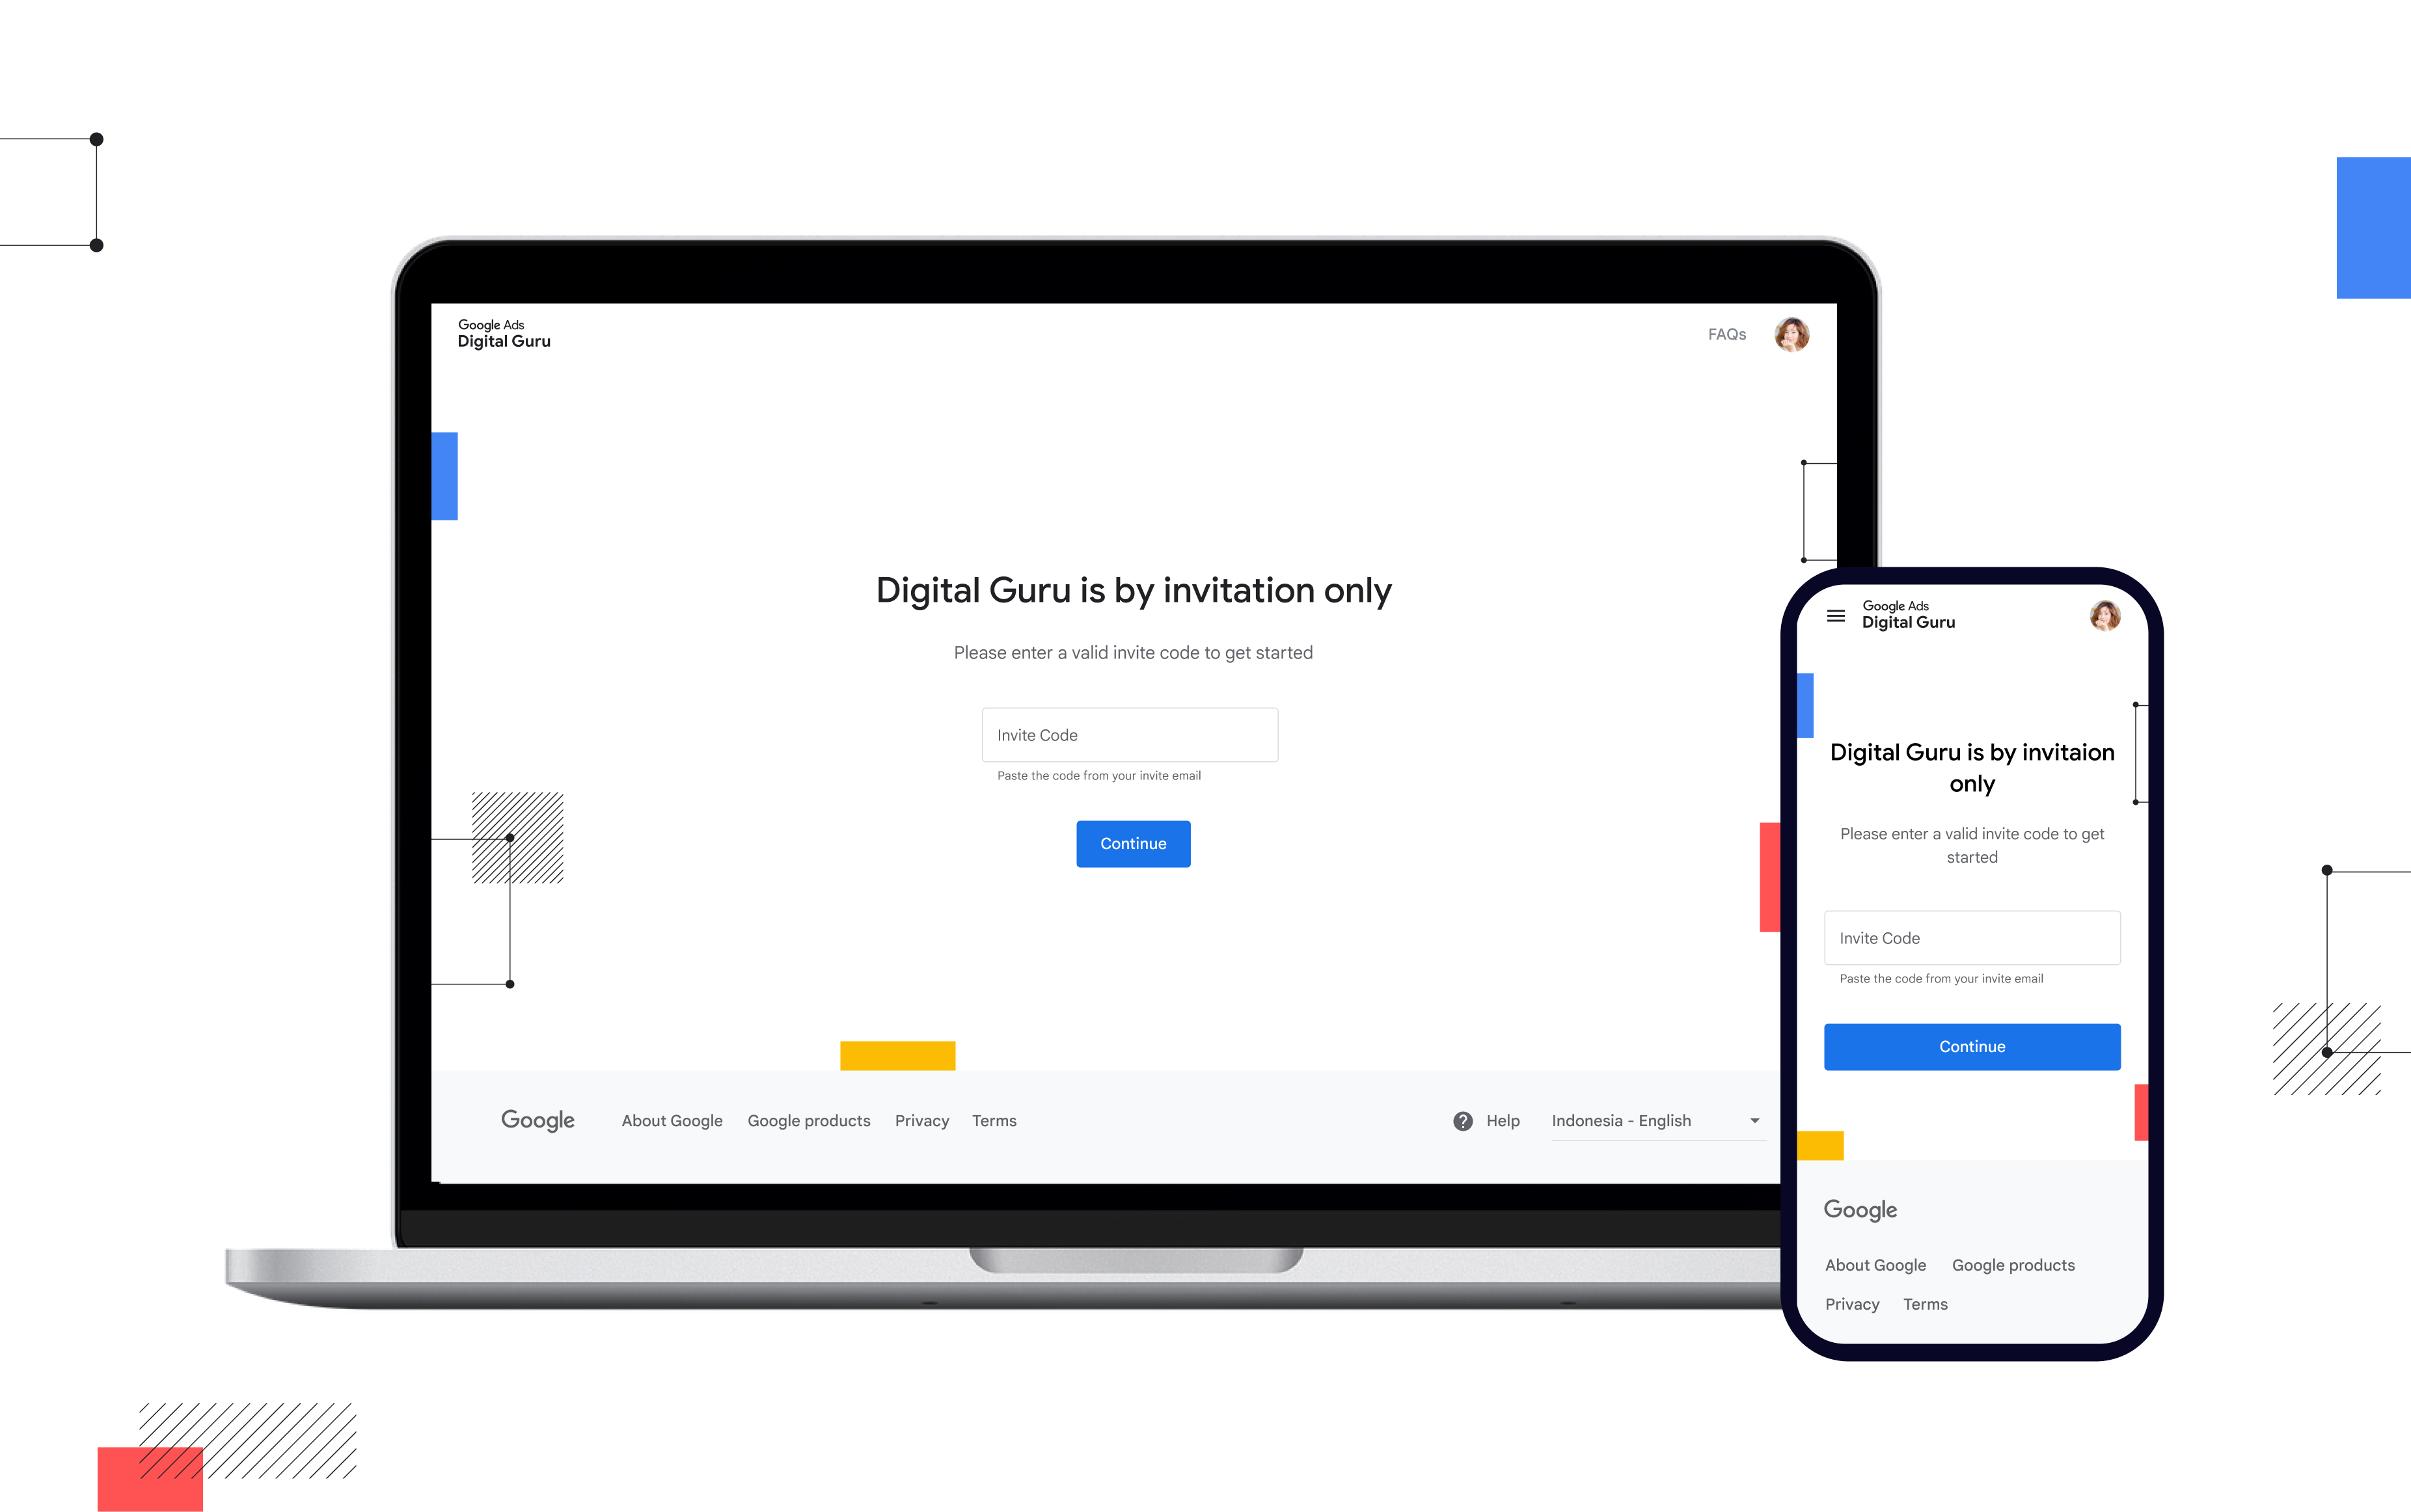 Google Ads
Digital Guru
FAQs
Digital Guru is by invitation only
Please enter a valid invite code to get started
Invite Code
Paste the code from your invite email
Continue
Google
About Google
Google products
Privacy
Terms
Help
Indonesia - English
Google Ads
Digital Guru
Digital Guru is by invitaion
only
Please enter a valid invite code to get
started
Invite Code
Paste the code from your invite email
Continue
Google
About Google
Google products
Privacy
Terms